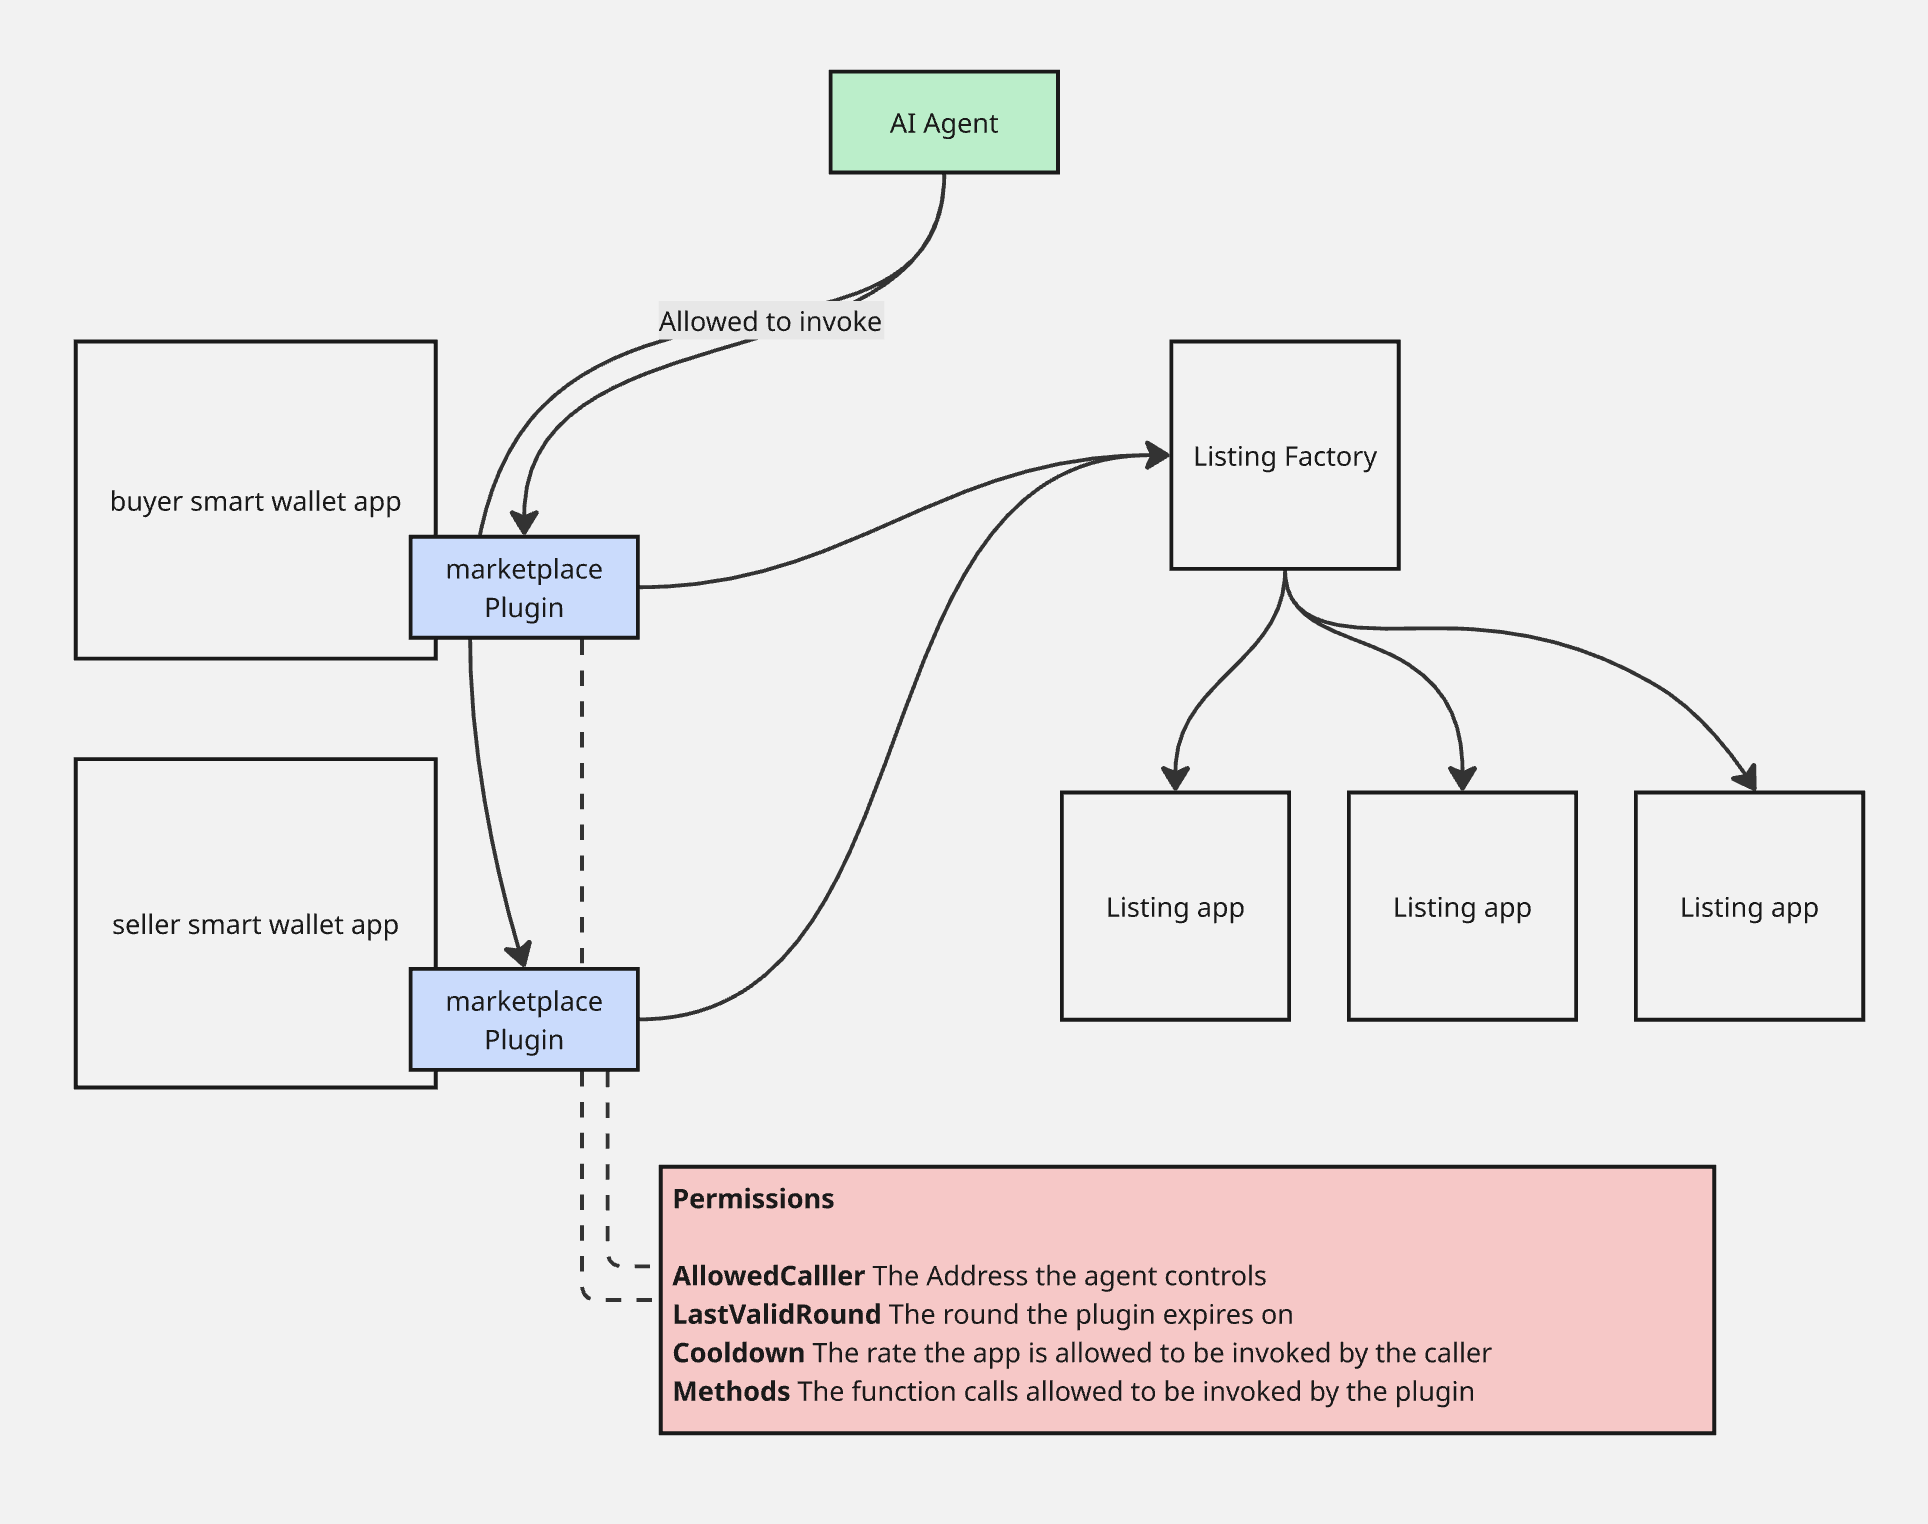 AI Agent
Allowed to invoke
buyer smart wallet app
marketplace
Plugin
Listing Factory
seller smart wallet app
marketplace
Plugin
Listing app
Listing app
Listing app
Permissions
AllowedCalller The Address the agent controls
LastValidRound The round the plugin expires on
Cooldown The rate the app is allowed to be invoked by the caller
Methods The function calls allowed to be invoked by the plugin